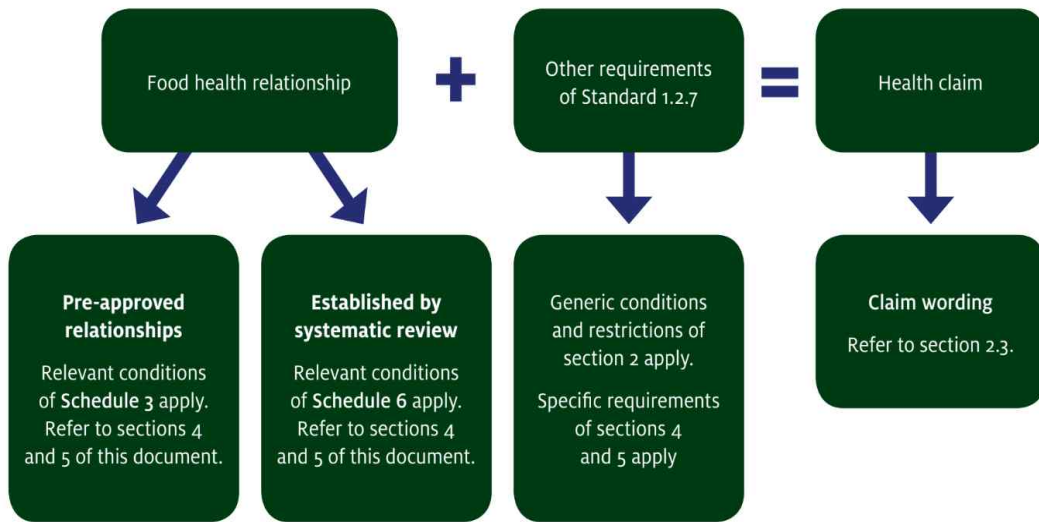 Food health relationship
+
Other requirements
of Standard 1.2.7
=
Health claim
Pre-approved
relationships
Relevant conditions
of Schedule 3 apply.
Refer to sections 4
and 5 of this document.
Established by
systematic review
Relevant conditions
of Schedule 6 apply.
Refer to sections 4
and 5 of this document.
Generic conditions
and restrictions of
section 2 apply.
Specific requirements
of sections 4
and 5 apply
Claim wording
Refer to section 2.3.